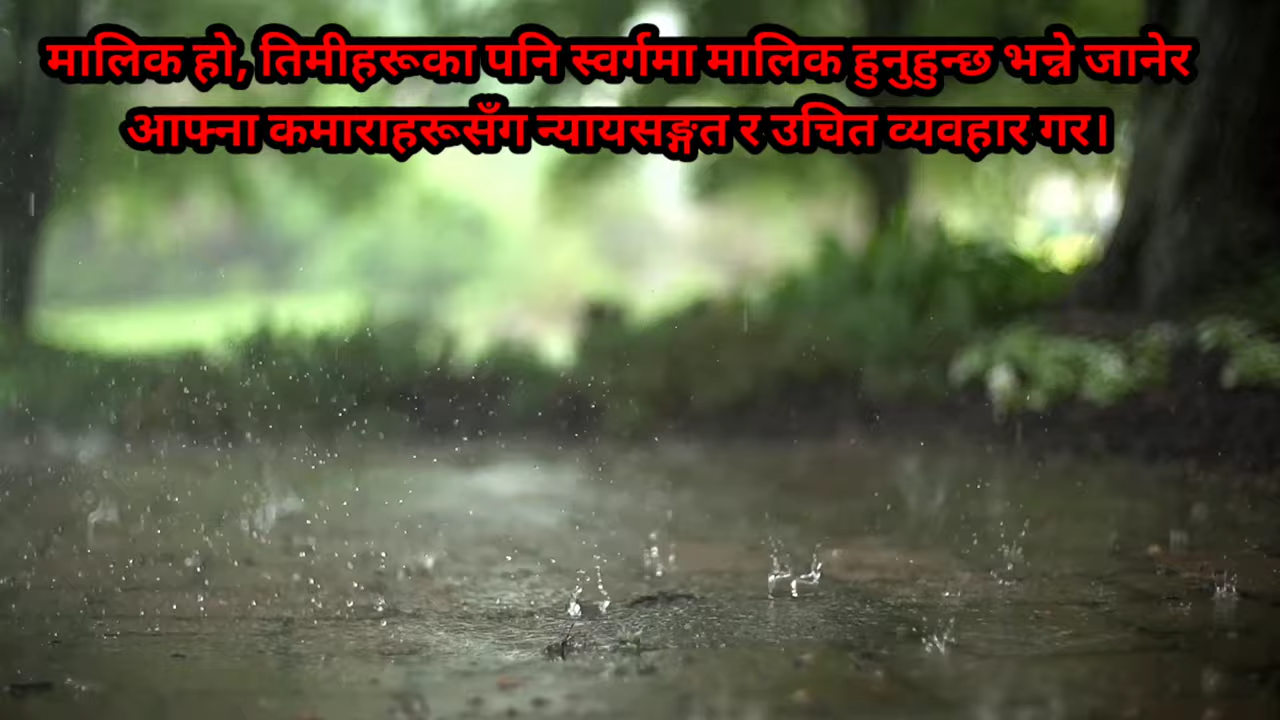 मालिक हो, तिमीहरूका पनि स्वर्गमा मालिक हुनुहुन्छ भन्ने जानेर
आफ्ना कमाराहरूसँग न्यायसङ्गत र उचित व्यवहार गर।